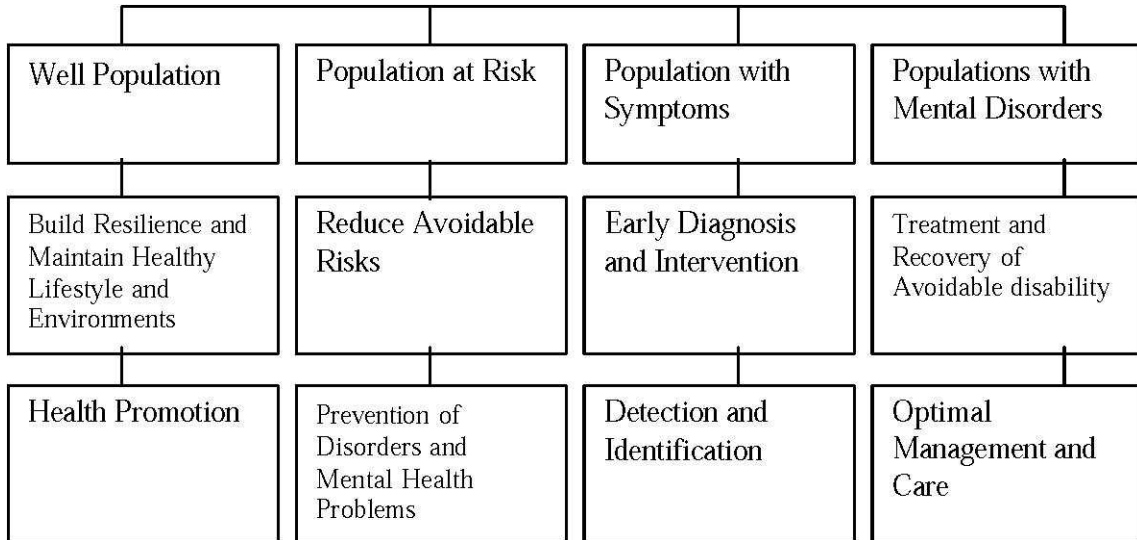 Well Population
Population at Risk
Population with
Symptoms
Populations with
Mental Disorders
Build Resilience and
Maintain Healthy
Lifestyle and
Environments
Reduce Avoidable
Risks
Early Diagnosis
and Intervention
Treatment and
Recovery of
Avoidable disability
Health Promotion
Prevention of
Disorders and
Mental Health
Problems
Detection and
Identification
Optimal
Management and
Care